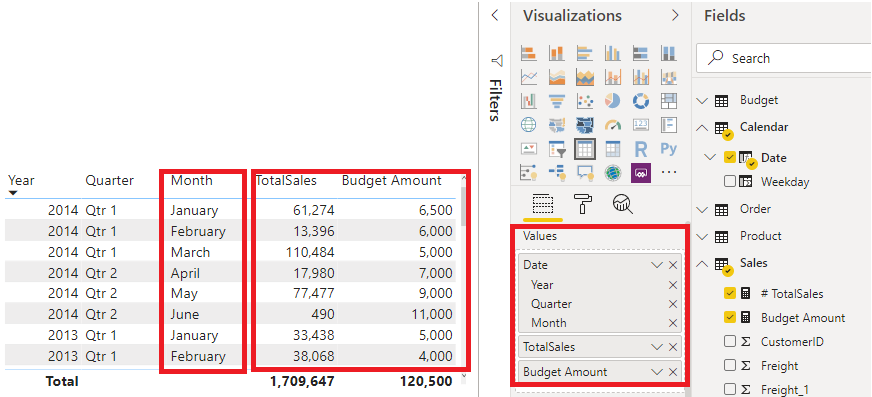 Year Quarter Month TotalSales Budget Amount
2014 Qtr 1 January 61,274 6,500
2014 Qtr 1 February 13,396 6,000
2014 Qtr 1 March 110,484 5,000
2014 Qtr 2 April 17,980 7,000
2014 Qtr 2 May 77,477 9,000
2014 Qtr 2 June 490 11,000
2013 Qtr 1 January 33,438 5,000
2013 Qtr 1 February 38,068 4,000
Total 1,709,647 120,500
Filters
Visualizations
R Py
123
Values
Date
Year
Quarter
Month
TotalSales
Budget Amount
Fields
Search
Budget
Calendar
Date
Weekday
Order
Product
Sales
# TotalSales
Budget Amount
Σ CustomerID
Σ Freight
Σ Freight_1